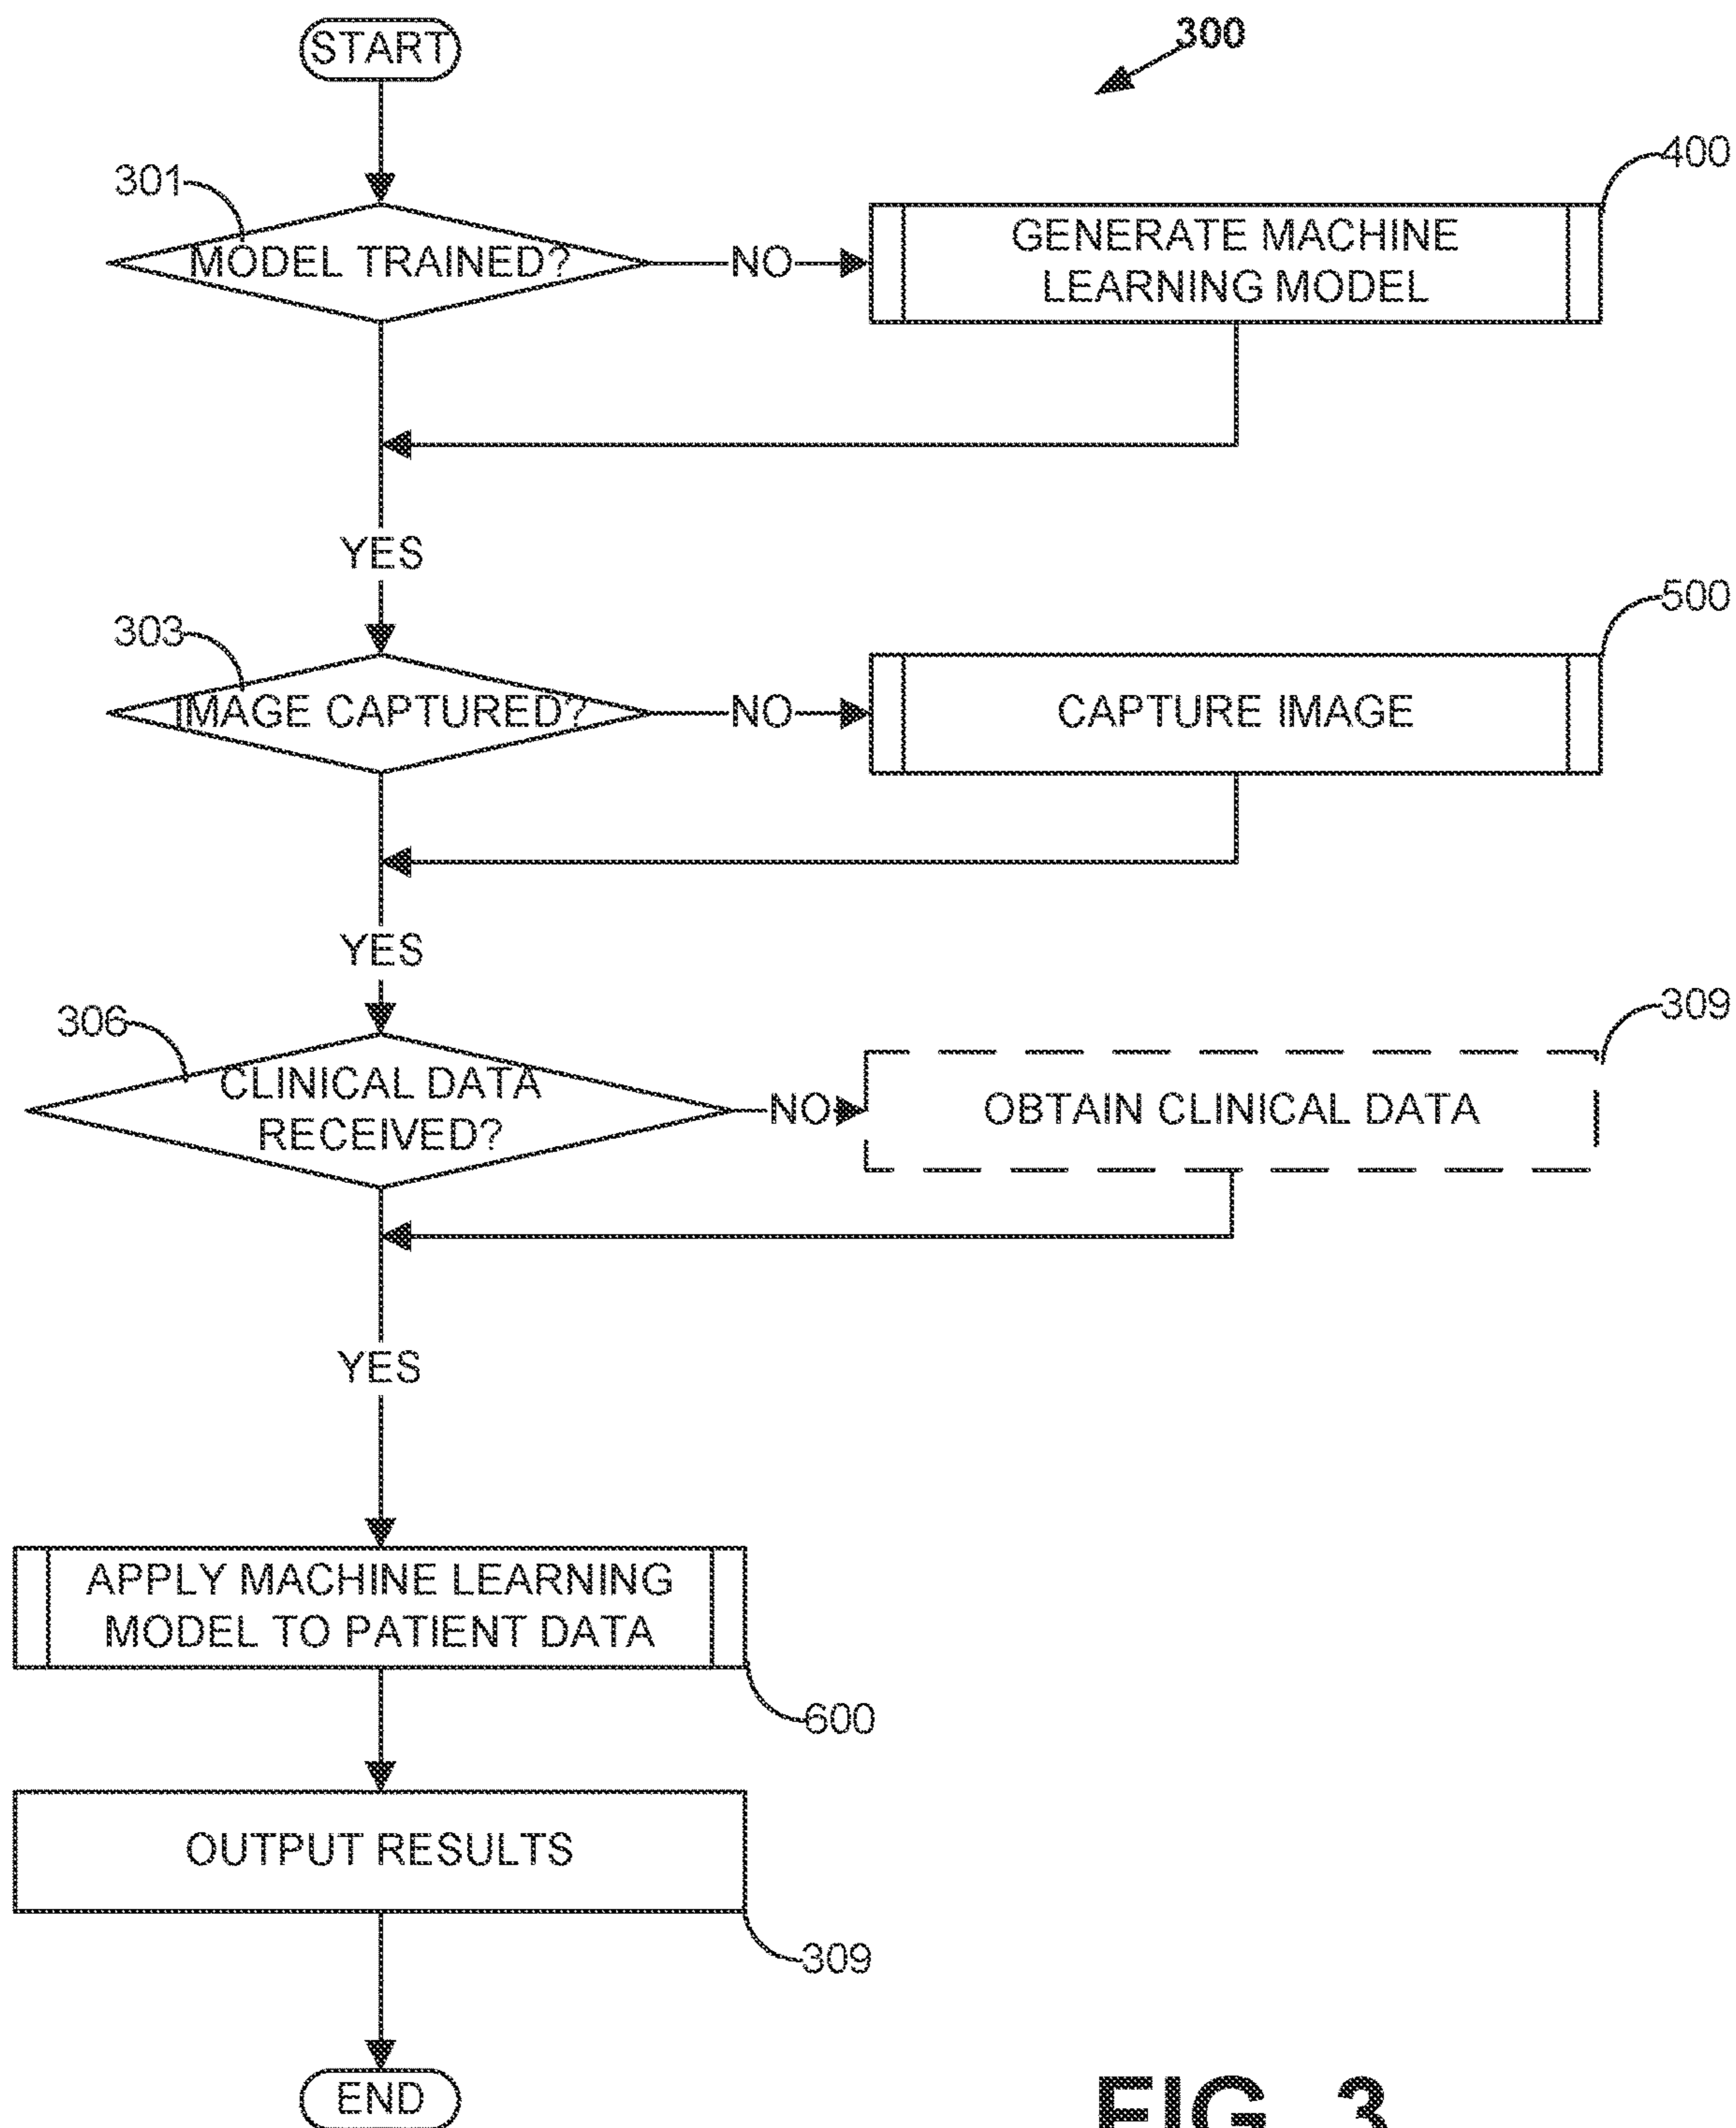 START
300
301
MODEL TRAINED?
NO
400
GENERATE MACHINE
LEARNING MODEL
YES
303
IMAGE CAPTURED?
NO
500
CAPTURE IMAGE
YES
306
CLINICAL DATA
RECEIVED?
NO
309
OBTAIN CLINICAL DATA
YES
APPLY MACHINE LEARNING
MODEL TO PATIENT DATA
600
OUTPUT RESULTS
309
END
FIG. 3